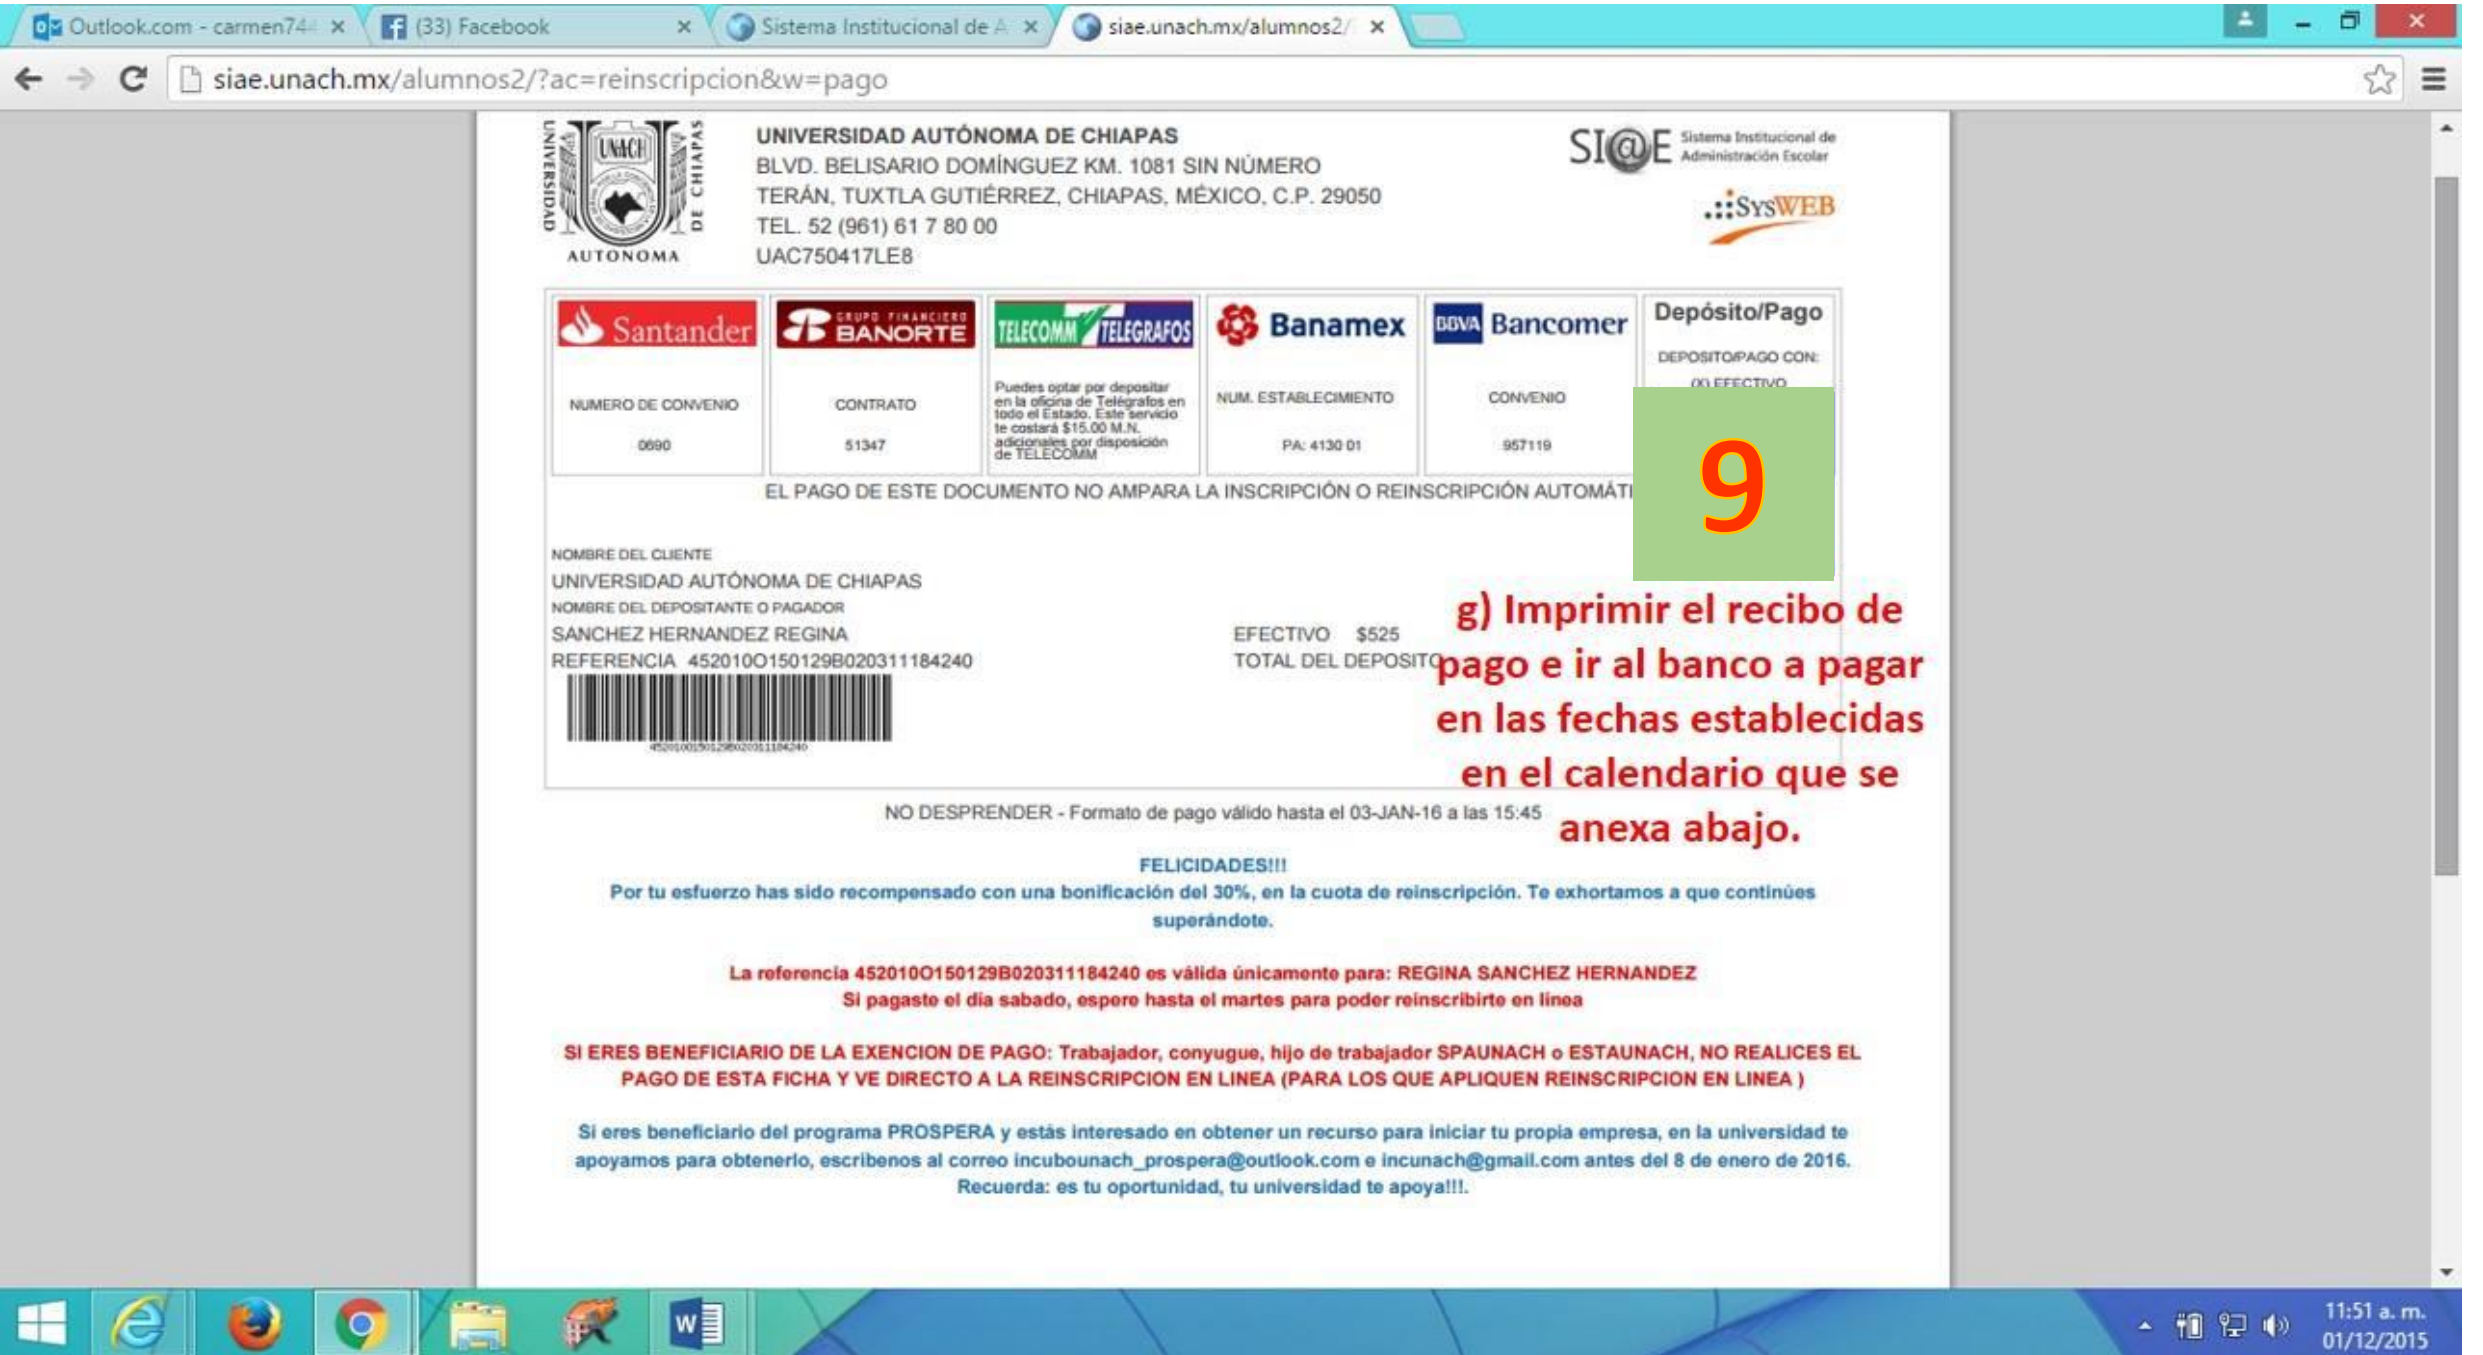 Outlook.com - carmen744
(33) Facebook
Sistema Institucional de A
siae.unach.mx/alumnos2/
siae.unach.mx/alumnos2/?ac=reinscripcion&w=pago
UNIVERSIDAD
UNACH
DE CHIAPAS
AUTONOMA
UNIVERSIDAD AUTÓNOMA DE CHIAPAS
BLVD. BELISARIO DOMÍNGUEZ KM. 1081 SIN NÚMERO
TERÁN, TUXTLA GUTIÉRREZ, CHIAPAS, MÉXICO, C.P. 29050
TEL. 52 (961) 61 7 80 00
UAC750417LE8
SI@E Sistema Institucional de
Administración Escolar
.::SysWEB
Santander
NUMERO DE CONVENIO
0690
GRUPO FINANCIERO
BANORTE
CONTRATO
51347
TELECOMM TELEGRAFOS
Puedes optar por depositar
en la oficina de Telégrafos en
todo el Estado. Este servicio
te costará $15.00 M.N.
adicionales por disposición
de TELECOMM
Banamex
NUM. ESTABLECIMIENTO
PA: 4130 01
BBVA Bancomer
CONVENIO
957119
Depósito/Pago
DEPOSITO/PAGO CON:
(X) EFECTIVO
9
EL PAGO DE ESTE DOCUMENTO NO AMPARA LA INSCRIPCIÓN O REINSCRIPCIÓN AUTOMÁTI
NOMBRE DEL CLIENTE
UNIVERSIDAD AUTÓNOMA DE CHIAPAS
NOMBRE DEL DEPOSITANTE O PAGADOR
SANCHEZ HERNANDEZ REGINA
REFERENCIA 452010O150129B020311184240
452010O150129B020311184240
EFECTIVO $525
TOTAL DEL DEPOSITO
g) Imprimir el recibo de
pago e ir al banco a pagar
en las fechas establecidas
en el calendario que se
anexa abajo.
NO DESPRENDER - Formato de pago válido hasta el 03-JAN-16 a las 15:45
FELICIDADES!!!
Por tu esfuerzo has sido recompensado con una bonificación del 30%, en la cuota de reinscripción. Te exhortamos a que continúes
superándote.
La referencia 452010O150129B020311184240 es válida únicamente para: REGINA SANCHEZ HERNANDEZ
Si pagaste el día sabado, espere hasta el martes para poder reinscribirte en linea
SI ERES BENEFICIARIO DE LA EXENCION DE PAGO: Trabajador, conyugue, hijo de trabajador SPAUNACH o ESTAUNACH, NO REALICES EL
PAGO DE ESTA FICHA Y VE DIRECTO A LA REINSCRIPCION EN LINEA (PARA LOS QUE APLIQUEN REINSCRIPCION EN LINEA )
Si eres beneficiario del programa PROSPERA y estás interesado en obtener un recurso para iniciar tu propia empresa, en la universidad te
apoyamos para obtenerlo, escribenos al correo incubounach_prospera@outlook.com e incunach@gmail.com antes del 8 de enero de 2016.
Recuerda: es tu oportunidad, tu universidad te apoya!!!.
11:51 a. m.
01/12/2015